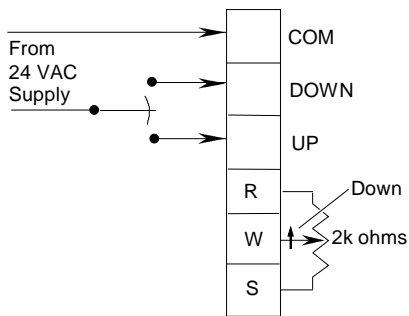 COM
From
24 VAC
Supply
DOWN
UP
R
Down
W
2k ohms
S